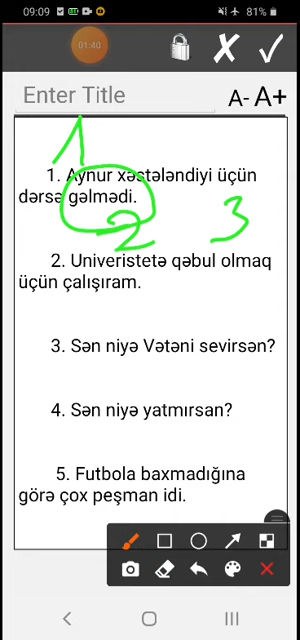 09:09 81%
01:40
Enter Title A- A+
1
1. Aynur xəstələndiyi üçün
dərsə gəlmədi.
2 3
2. Univeristetə qəbul olmaq
üçün çalışıram.
3. Sən niyə Vətəni sevirsən?
4. Sən niyə yatmırsan?
5. Futbola baxmadığına
görə çox peşman idi.